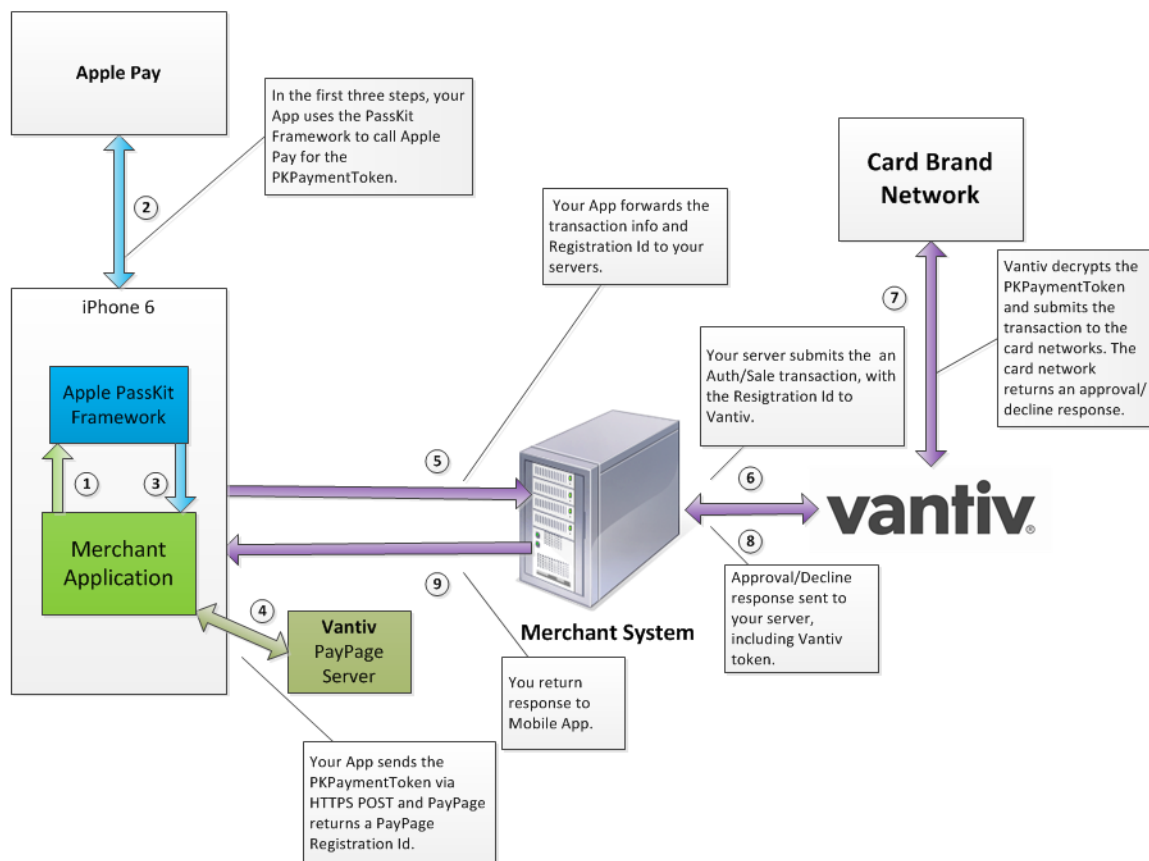 Apple Pay
In the first three steps, your
App uses the PassKit
Framework to call Apple
Pay for the
PKPaymentToken.
2
Card Brand
Network
Your App forwards the
transaction info and
Registration Id to your
servers.
iPhone 6
7
Vantiv decrypts the
PKPaymentToken
and submits the
transaction to the
card networks. The
card network
returns an approval/
decline response.
Your server submits the  an
Auth/Sale transaction, with
the Resigtration Id to
Vantiv.
Apple PassKit
Framework
1
3
5
6
vantiv®
Merchant
Application
8
9
4
Vantiv
PayPage
Server
Merchant System
Approval/Decline
response sent to
your server,
including Vantiv
token.
You return
response to
Mobile App.
Your App sends the
PKPaymentToken via
HTTPS POST and PayPage
returns a PayPage
Registration Id.